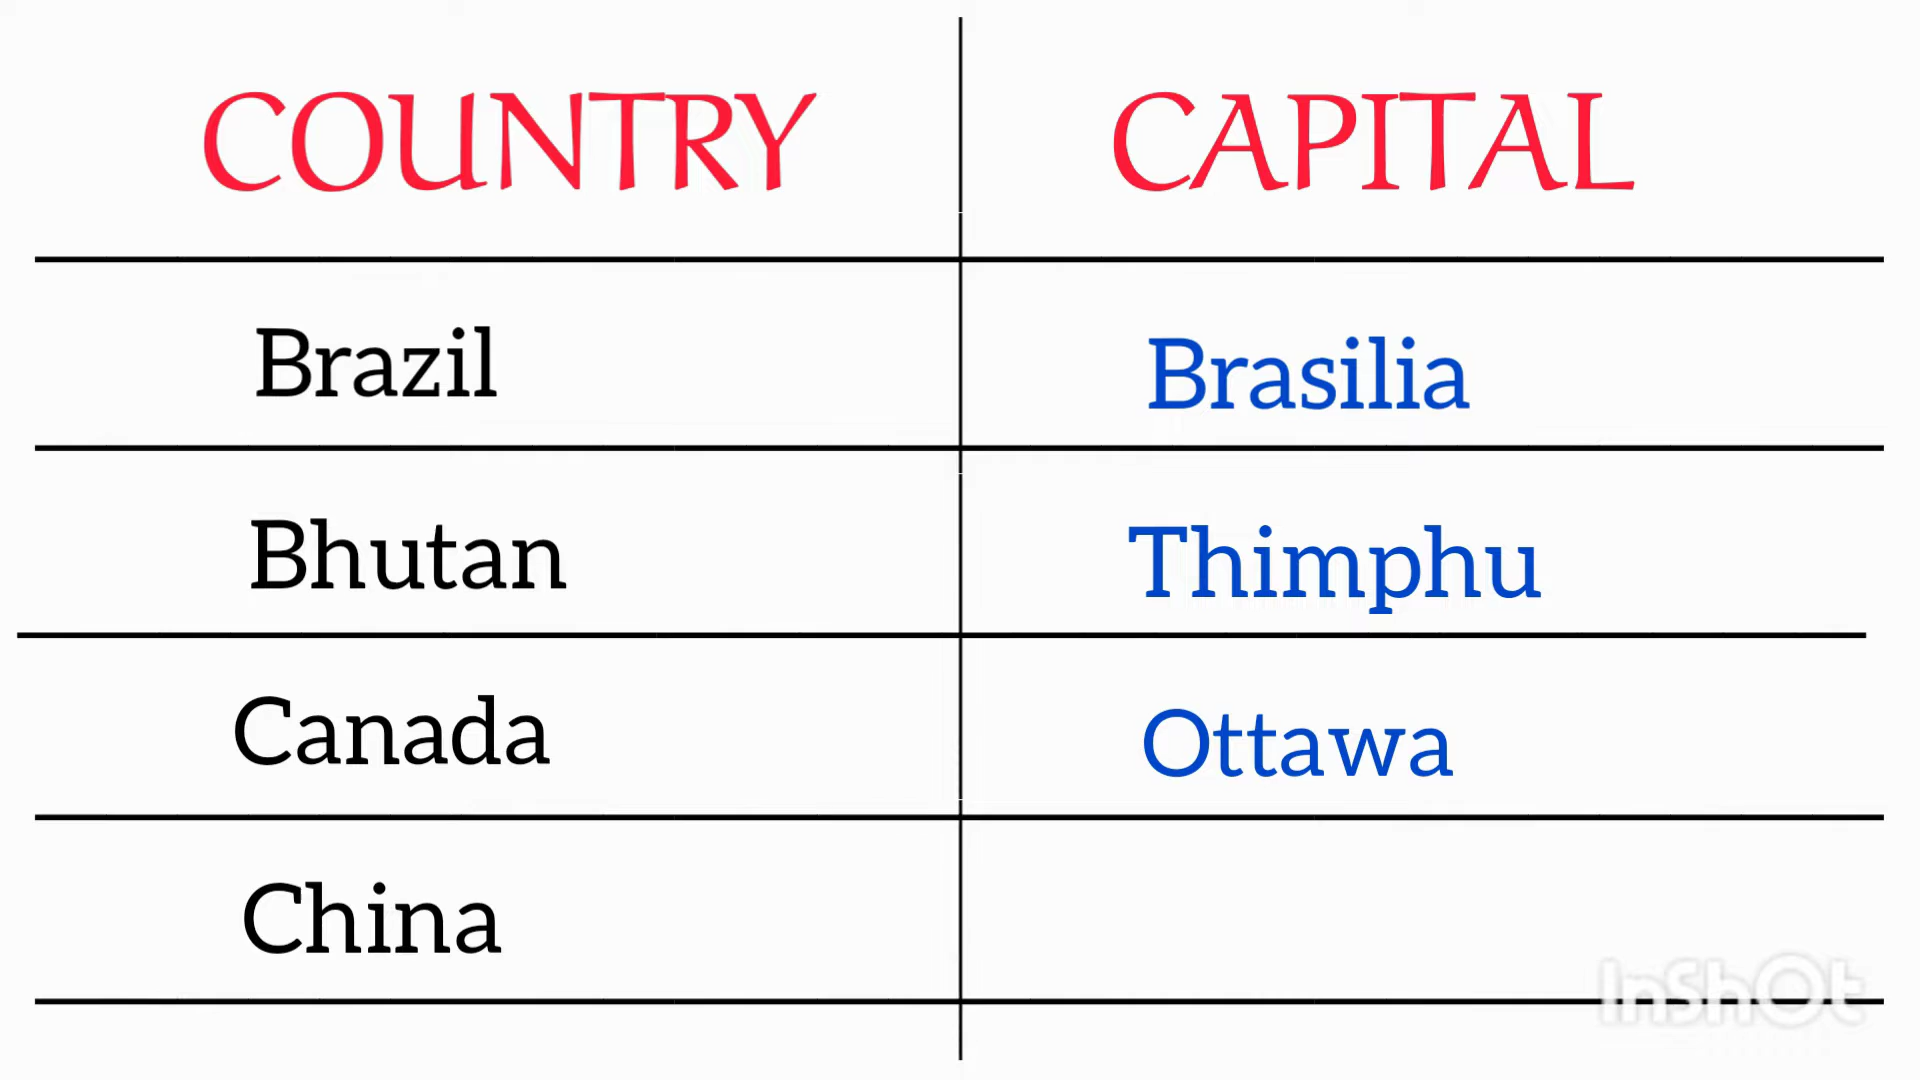 COUNTRY CAPITAL
Brazil Brasilia
Bhutan Thimphu
Canada Ottawa
China
InShOt